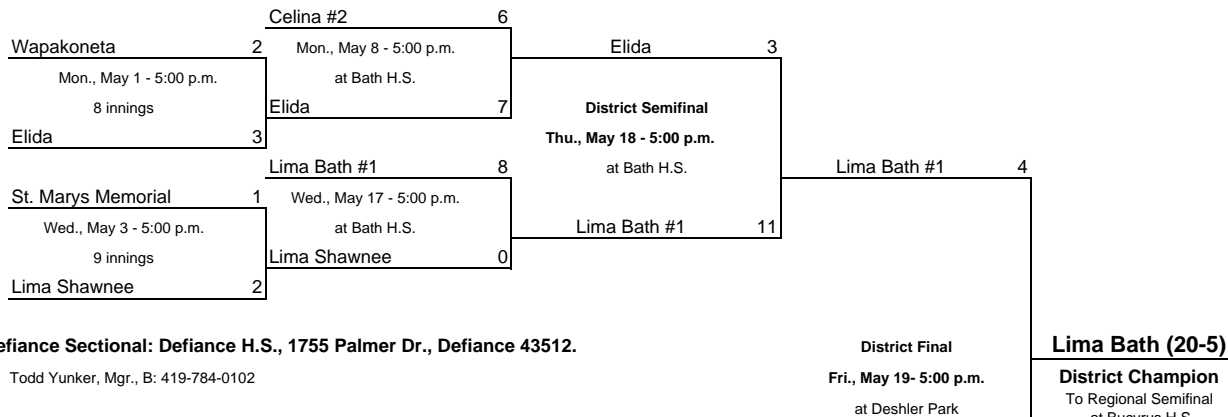 Celina #2 6
Wapakoneta 2 Mon., May 8 - 5:00 p.m. Elida 3
Mon., May 1 - 5:00 p.m. at Bath H.S.
8 innings Elida 7 District Semifinal
Elida 3 Thu., May 18 - 5:00 p.m.
Lima Bath #1 8 at Bath H.S. Lima Bath #1 4
St. Marys Memorial 1 Wed., May 17 - 5:00 p.m.
Wed., May 3 - 5:00 p.m. at Bath H.S. Lima Bath #1 11
9 innings Lima Shawnee 0
Lima Shawnee 2
efiance Sectional: Defiance H.S., 1755 Palmer Dr., Defiance 43512. District Final Lima Bath (20-5)
Todd Yunker, Mgr., B: 419-784-0102 Fri., May 19- 5:00 p.m. District Champion
To Regional Semifinal
at Deshler Park at Bucyrus H.S.